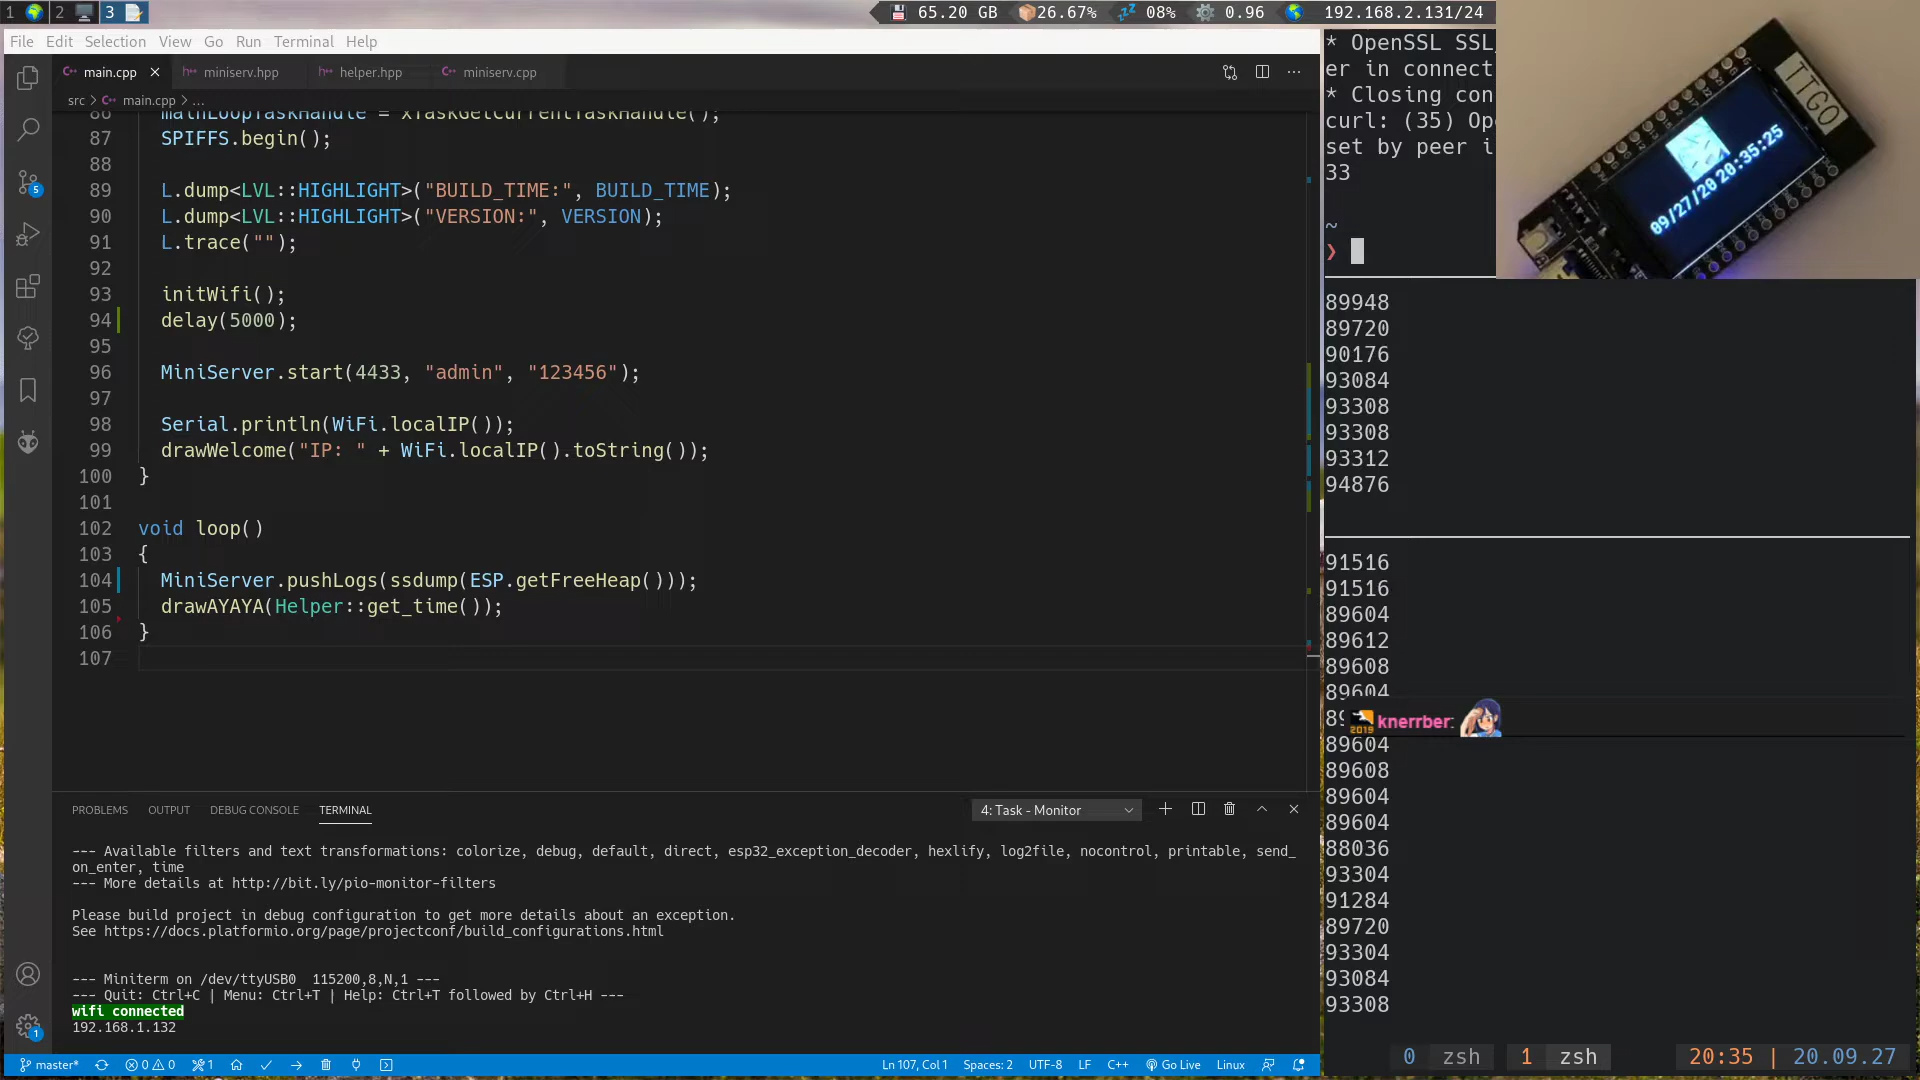 1 2 3 65.20 GB 26.67% 08% 0.96 192.168.2.131/24
File Edit Selection View Go Run Terminal Help
main.cpp miniserv.hpp helper.hpp miniserv.cpp
src > main.cpp > ...
86 mainLoopTaskHandle = xTaskGetCurrentTaskHandle();
87 SPIFFS.begin();
88
89 L.dump<LVL::HIGHLIGHT>("BUILD_TIME:", BUILD_TIME);
90 L.dump<LVL::HIGHLIGHT>("VERSION:", VERSION);
91 L.trace("");
92
93 initWifi();
94 delay(5000);
95
96 MiniServer.start(4433, "admin", "123456");
97
98 Serial.println(WiFi.localIP());
99 drawWelcome("IP: " + WiFi.localIP().toString());
100 }
101
102 void loop()
103 {
104 MiniServer.pushLogs(ssdump(ESP.getFreeHeap()));
105 drawAYAYA(Helper::get_time());
106 }
107
5
1
PROBLEMS OUTPUT DEBUG CONSOLE TERMINAL 4: Task - Monitor
--- Available filters and text transformations: colorize, debug, default, direct, esp32_exception_decoder, hexlify, log2file, nocontrol, printable, send_
on_enter, time
--- More details at http://bit.ly/pio-monitor-filters
Please build project in debug configuration to get more details about an exception.
See https://docs.platformio.org/page/projectconf/build_configurations.html
--- Miniterm on /dev/ttyUSB0  115200,8,N,1 ---
--- Quit: Ctrl+C | Menu: Ctrl+T | Help: Ctrl+T followed by Ctrl+H ---
wifi connected
192.168.1.132
master* 0 0 1 Ln 107, Col 1 Spaces: 2 UTF-8 LF C++ Go Live Linux
* OpenSSL SSL
er in connect
* Closing con
curl: (35) Ope
set by peer i
33
~
❯
TTGO
09/27/20 20:35:25
89948
89720
90176
93084
93308
93308
93312
94876
91516
91516
89604
89612
89608
89604
2019 knerrber:
89604
89608
89604
89604
88036
93304
91284
89720
93304
93084
93308
0 zsh 1 zsh 20:35 | 20.09.27